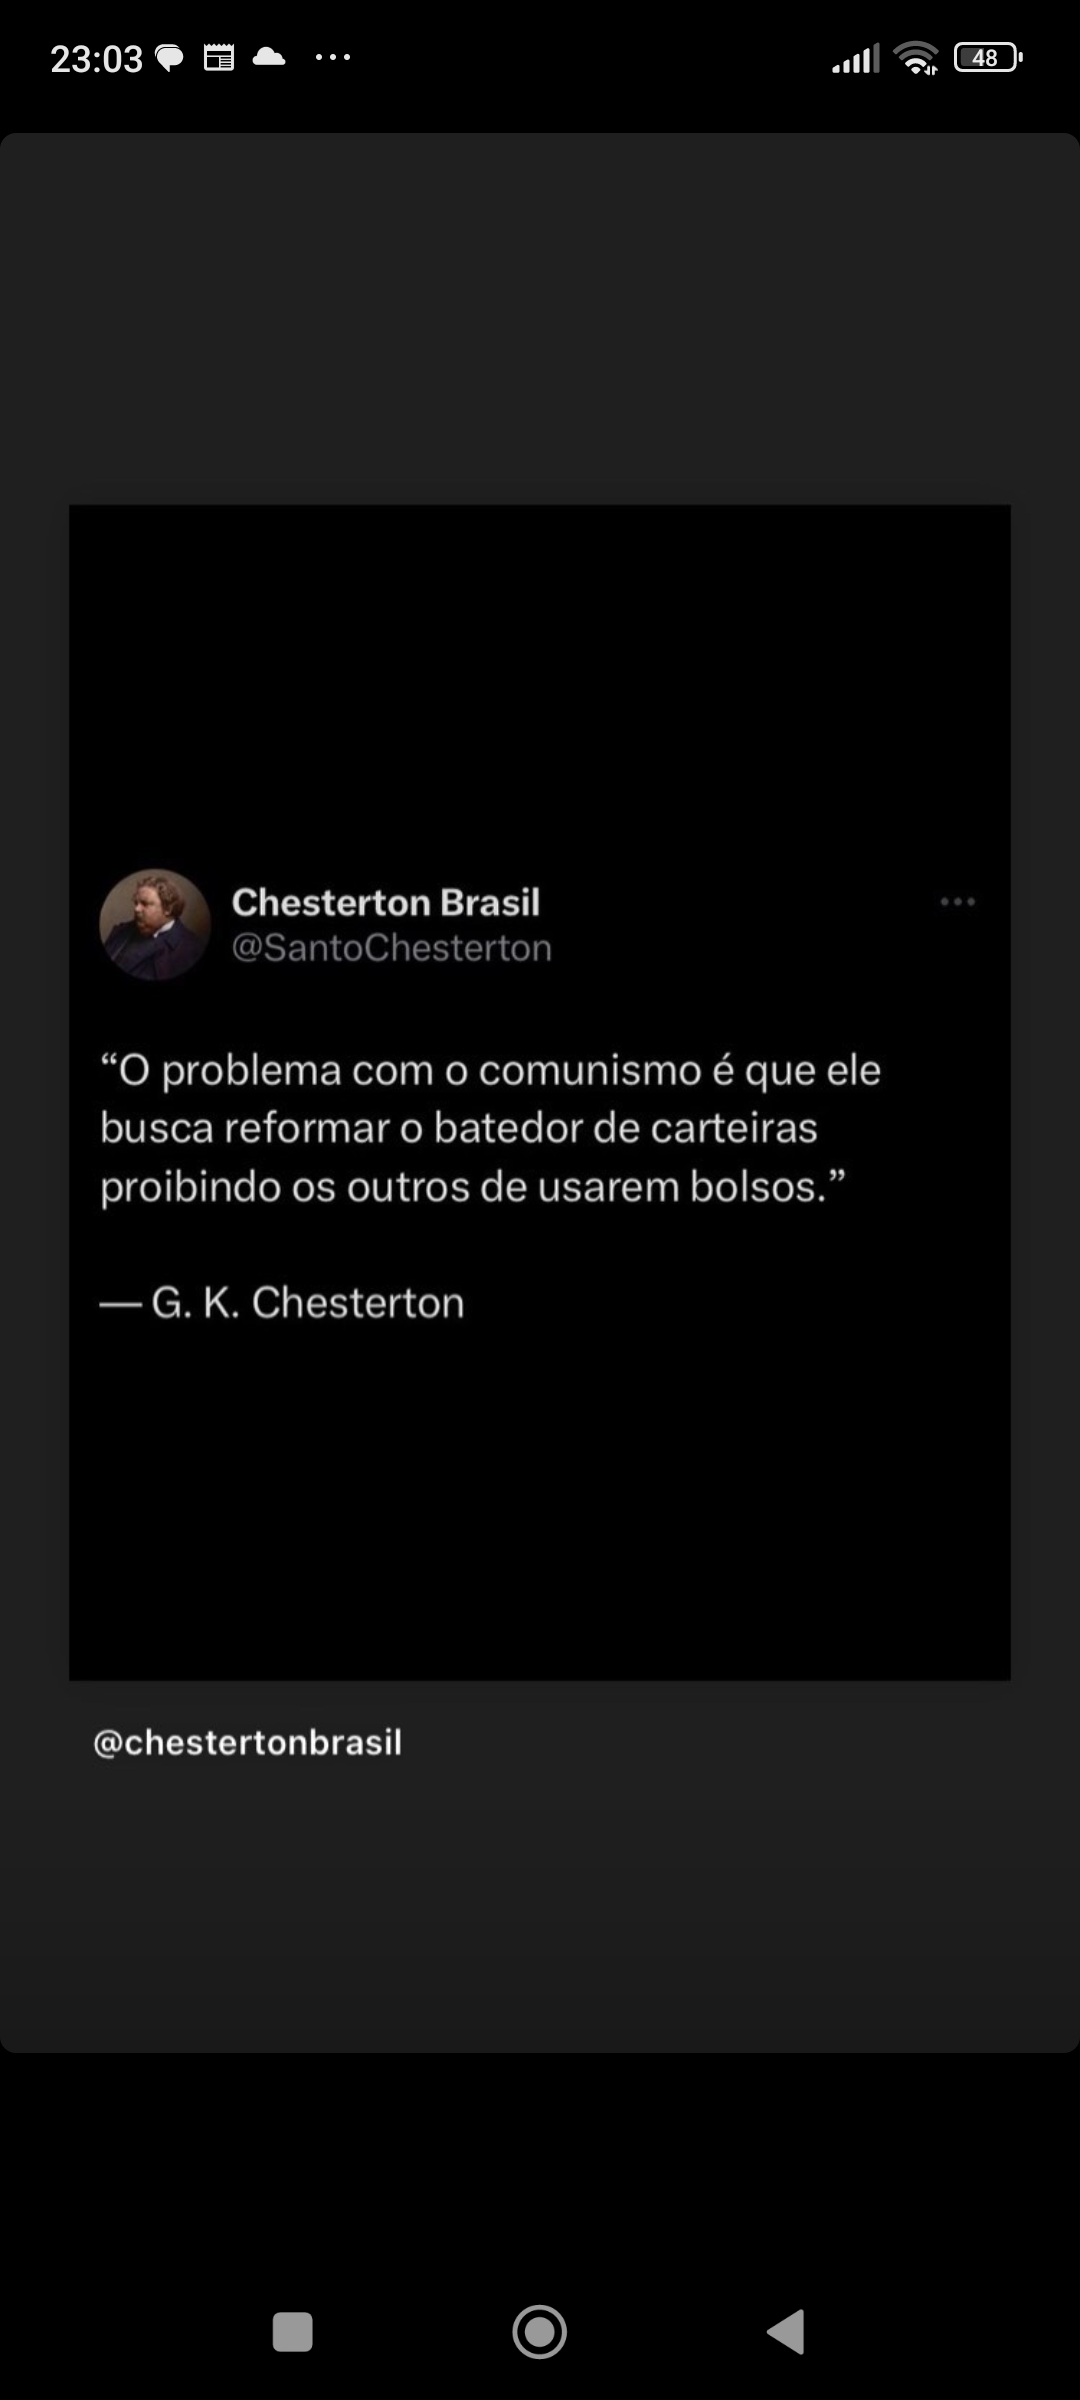 23:03
48
Chesterton Brasil
@SantoChesterton
“O problema com o comunismo é que ele
busca reformar o batedor de carteiras
proibindo os outros de usarem bolsos.”
— G. K. Chesterton
@chestertonbrasil